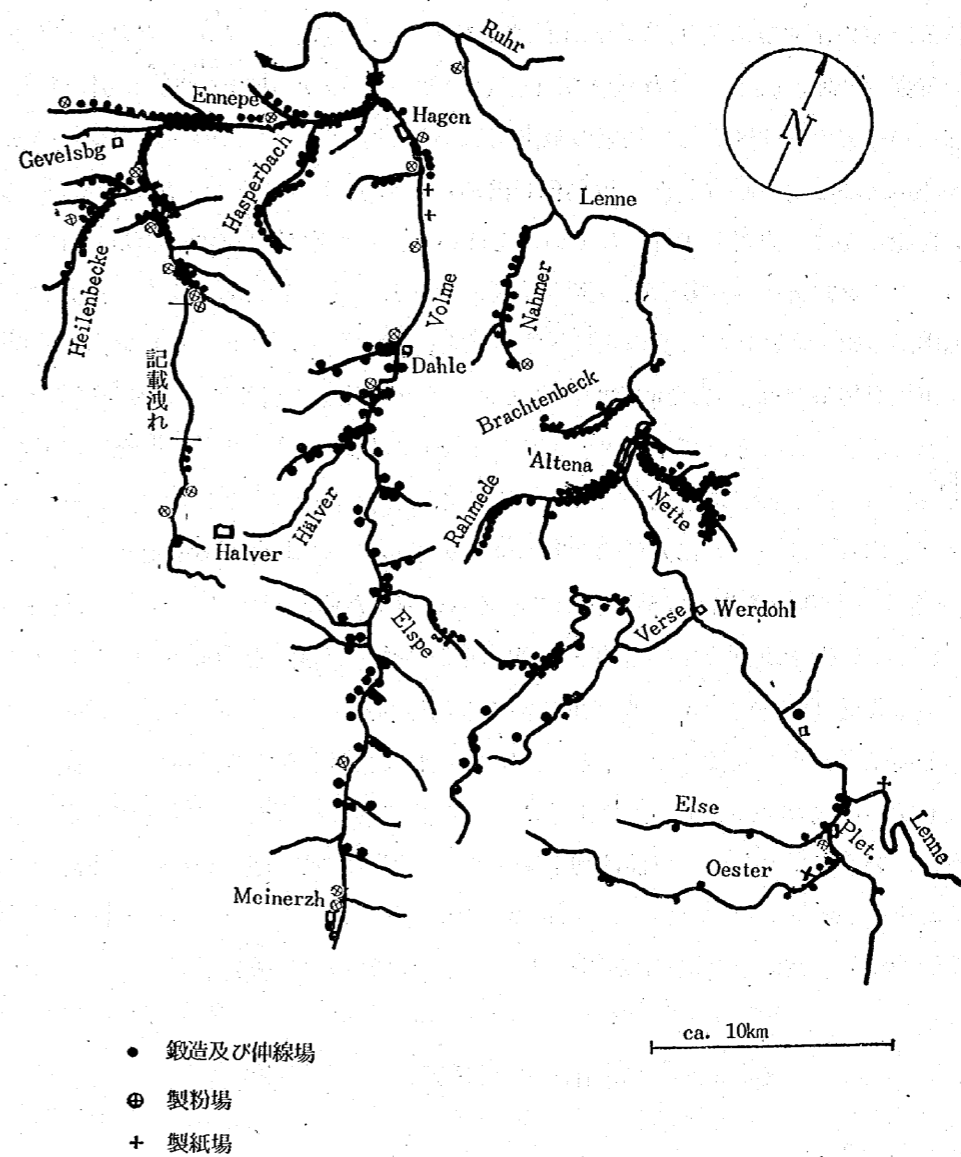 Ruhr
N
Ennepe
Hagen
Gevelsbg
Hasperbach
Lenne
Heilenbecke
Nahmer
Volme
記載洩れ
Dahle
Brachtenbeck
Altena
Nette
Rahmede
Hälver
Halver
Elspe
Verse
Werdohl
Else
Plet.
Lenne
Oester
Meinerzh
ca. 10km
鍛造及び伸線場
製粉場
製紙場